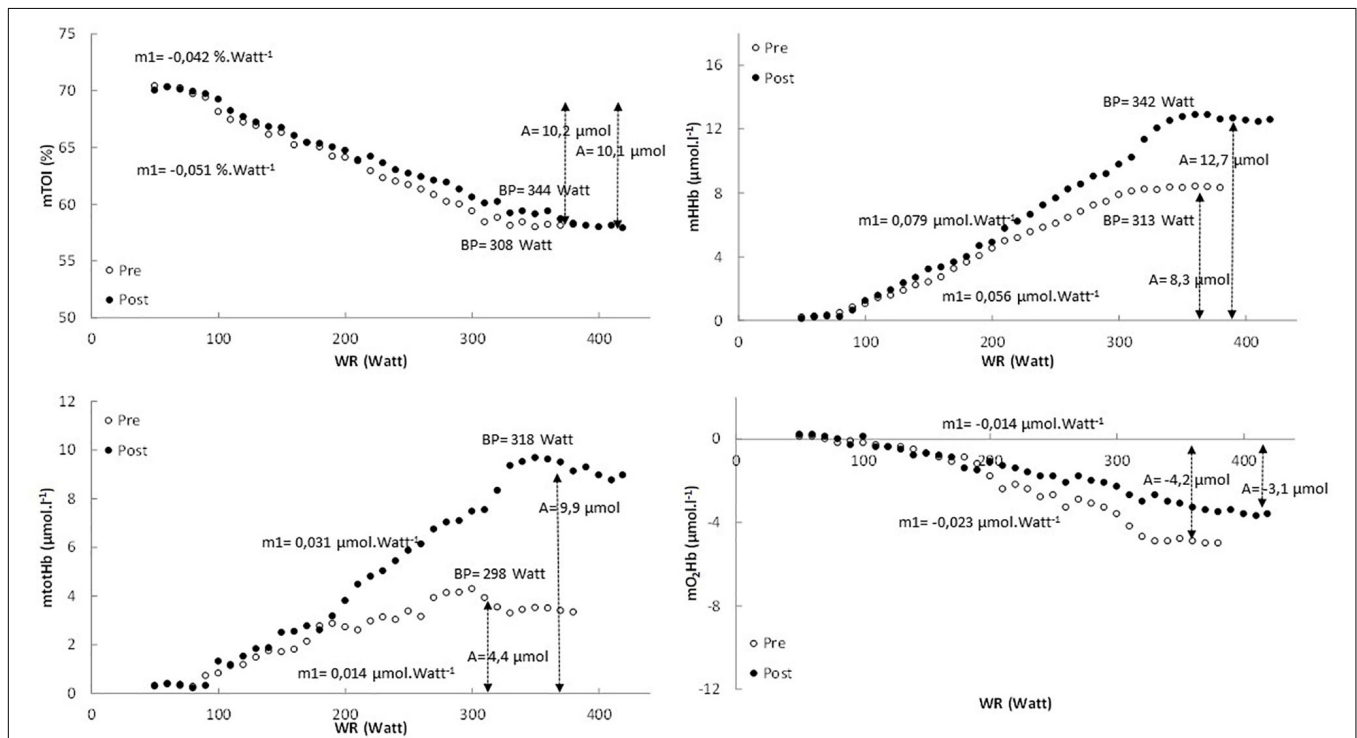 75
m1= -0,042 %.Watt⁻¹
70
A= 10,2 μmol
A= 10,1 μmol
65
mTOI (%)
m1= -0,051 %.Watt⁻¹
60
BP= 344 Watt
BP= 308 Watt
55
Pre
Post
50
0
100
200
300
400
WR (Watt)
16
Pre
Post
BP= 342 Watt
12
A= 12,7 μmol
mHHb (μmol.l⁻¹)
8
m1= 0,079 μmol.Watt⁻¹
BP= 313 Watt
4
m1= 0,056 μmol.Watt⁻¹
A= 8,3 μmol
0
0
100
200
300
400
WR (Watt)
12
Pre
Post
BP= 318 Watt
10
8
A= 9,9 μmol
mtotHb (μmol.l⁻¹)
6
m1= 0,031 μmol.Watt⁻¹
BP= 298 Watt
4
2
m1= 0,014 μmol.Watt⁻¹
A= 4,4 μmol
0
0
100
200
300
400
WR (Watt)
m1= -0,014 μmol.Watt⁻¹
0
0
100
200
300
400
A= -4,2 μmol
A= -3,1 μmol
mO₂Hb (μmol.l⁻¹)
-4
m1= -0,023 μmol.Watt⁻¹
-8
Pre
Post
-12
WR (Watt)